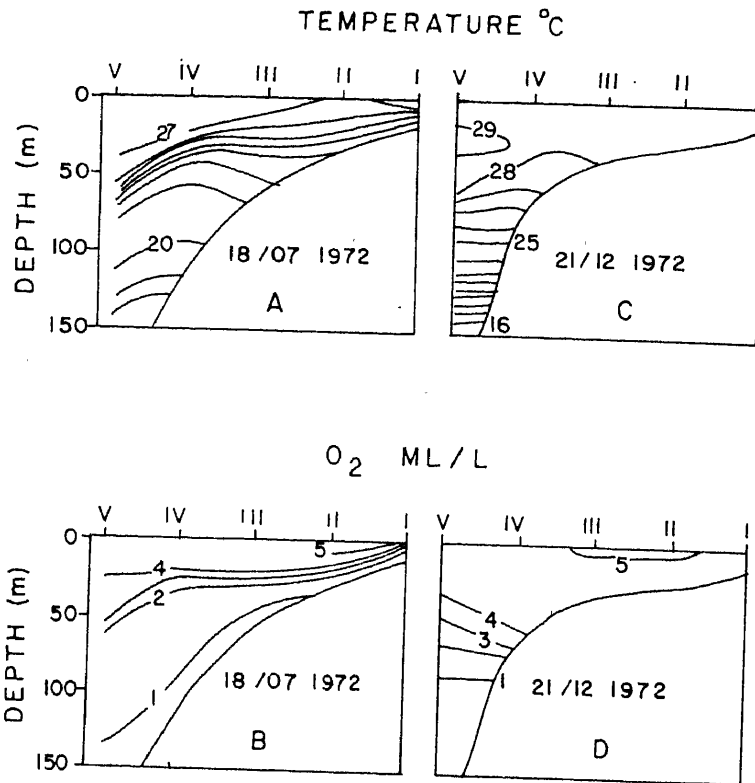 TEMPERATURE °C
V IV III II I
V IV III II
0
50
100
150
DEPTH (m)
27
20
18/07 1972
A
29
28
25
16
21/12 1972
C
O2 ML/L
V IV III II I
V IV III II I
0
50
100
150
DEPTH (m)
5
4
2
1
18/07 1972
B
5
4
3
1
21/12 1972
D